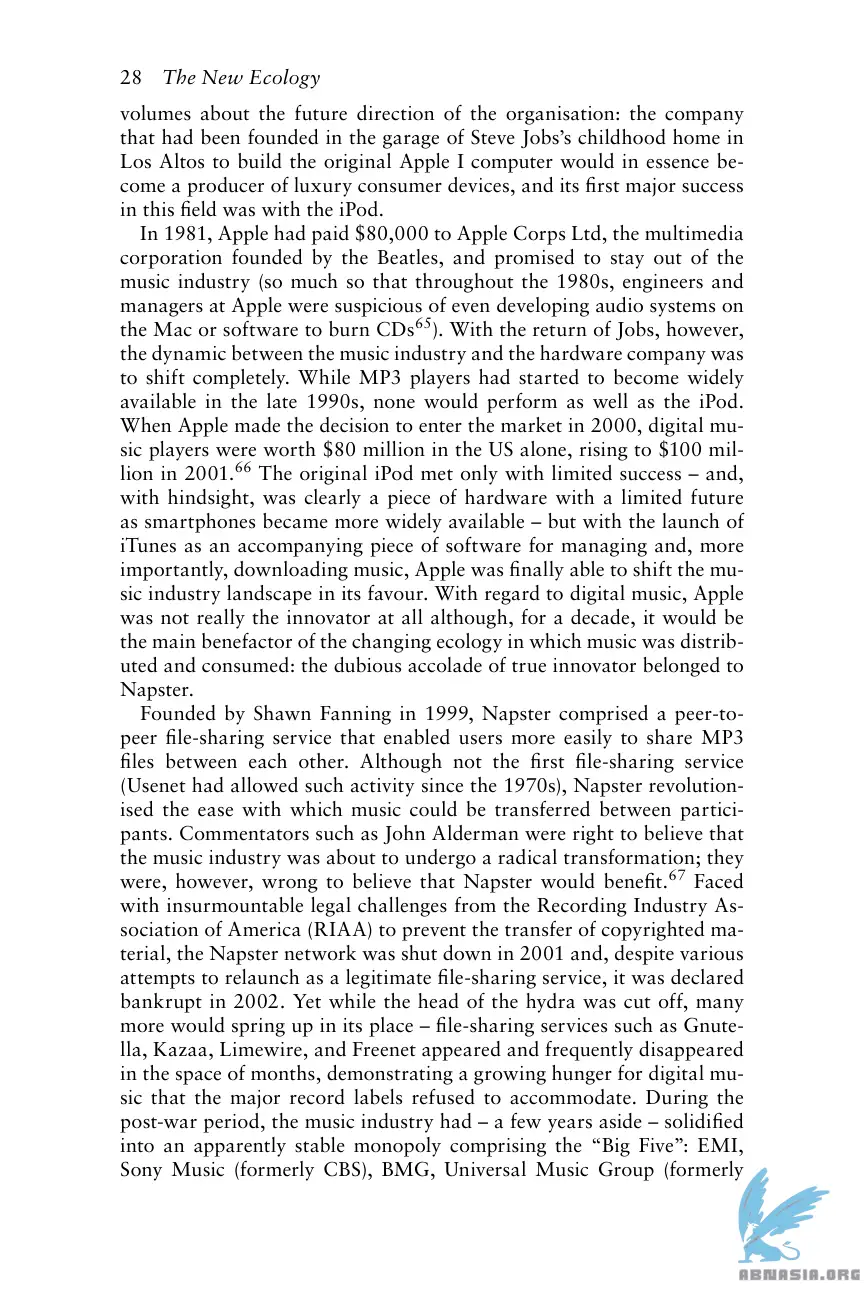 28 The New Ecology
volumes about the future direction of the organisation: the company
that had been founded in the garage of Steve Jobs’s childhood home in
Los Altos to build the original Apple I computer would in essence be-
come a producer of luxury consumer devices, and its first major success
in this field was with the iPod.
In 1981, Apple had paid $80,000 to Apple Corps Ltd, the multimedia
corporation founded by the Beatles, and promised to stay out of the
music industry (so much so that throughout the 1980s, engineers and
managers at Apple were suspicious of even developing audio systems on
the Mac or software to burn CDs65). With the return of Jobs, however,
the dynamic between the music industry and the hardware company was
to shift completely. While MP3 players had started to become widely
available in the late 1990s, none would perform as well as the iPod.
When Apple made the decision to enter the market in 2000, digital mu-
sic players were worth $80 million in the US alone, rising to $100 mil-
lion in 2001.66 The original iPod met only with limited success – and,
with hindsight, was clearly a piece of hardware with a limited future
as smartphones became more widely available – but with the launch of
iTunes as an accompanying piece of software for managing and, more
importantly, downloading music, Apple was finally able to shift the mu-
sic industry landscape in its favour. With regard to digital music, Apple
was not really the innovator at all although, for a decade, it would be
the main benefactor of the changing ecology in which music was distrib-
uted and consumed: the dubious accolade of true innovator belonged to
Napster.
Founded by Shawn Fanning in 1999, Napster comprised a peer-to-
peer file-sharing service that enabled users more easily to share MP3
files between each other. Although not the first file-sharing service
(Usenet had allowed such activity since the 1970s), Napster revolution-
ised the ease with which music could be transferred between partici-
pants. Commentators such as John Alderman were right to believe that
the music industry was about to undergo a radical transformation; they
were, however, wrong to believe that Napster would benefit.67 Faced
with insurmountable legal challenges from the Recording Industry As-
sociation of America (RIAA) to prevent the transfer of copyrighted ma-
terial, the Napster network was shut down in 2001 and, despite various
attempts to relaunch as a legitimate file-sharing service, it was declared
bankrupt in 2002. Yet while the head of the hydra was cut off, many
more would spring up in its place – file-sharing services such as Gnute-
lla, Kazaa, Limewire, and Freenet appeared and frequently disappeared
in the space of months, demonstrating a growing hunger for digital mu-
sic that the major record labels refused to accommodate. During the
post-war period, the music industry had – a few years aside – solidified
into an apparently stable monopoly comprising the “Big Five”: EMI,
Sony Music (formerly CBS), BMG, Universal Music Group (formerly
ABNASIA.ORG